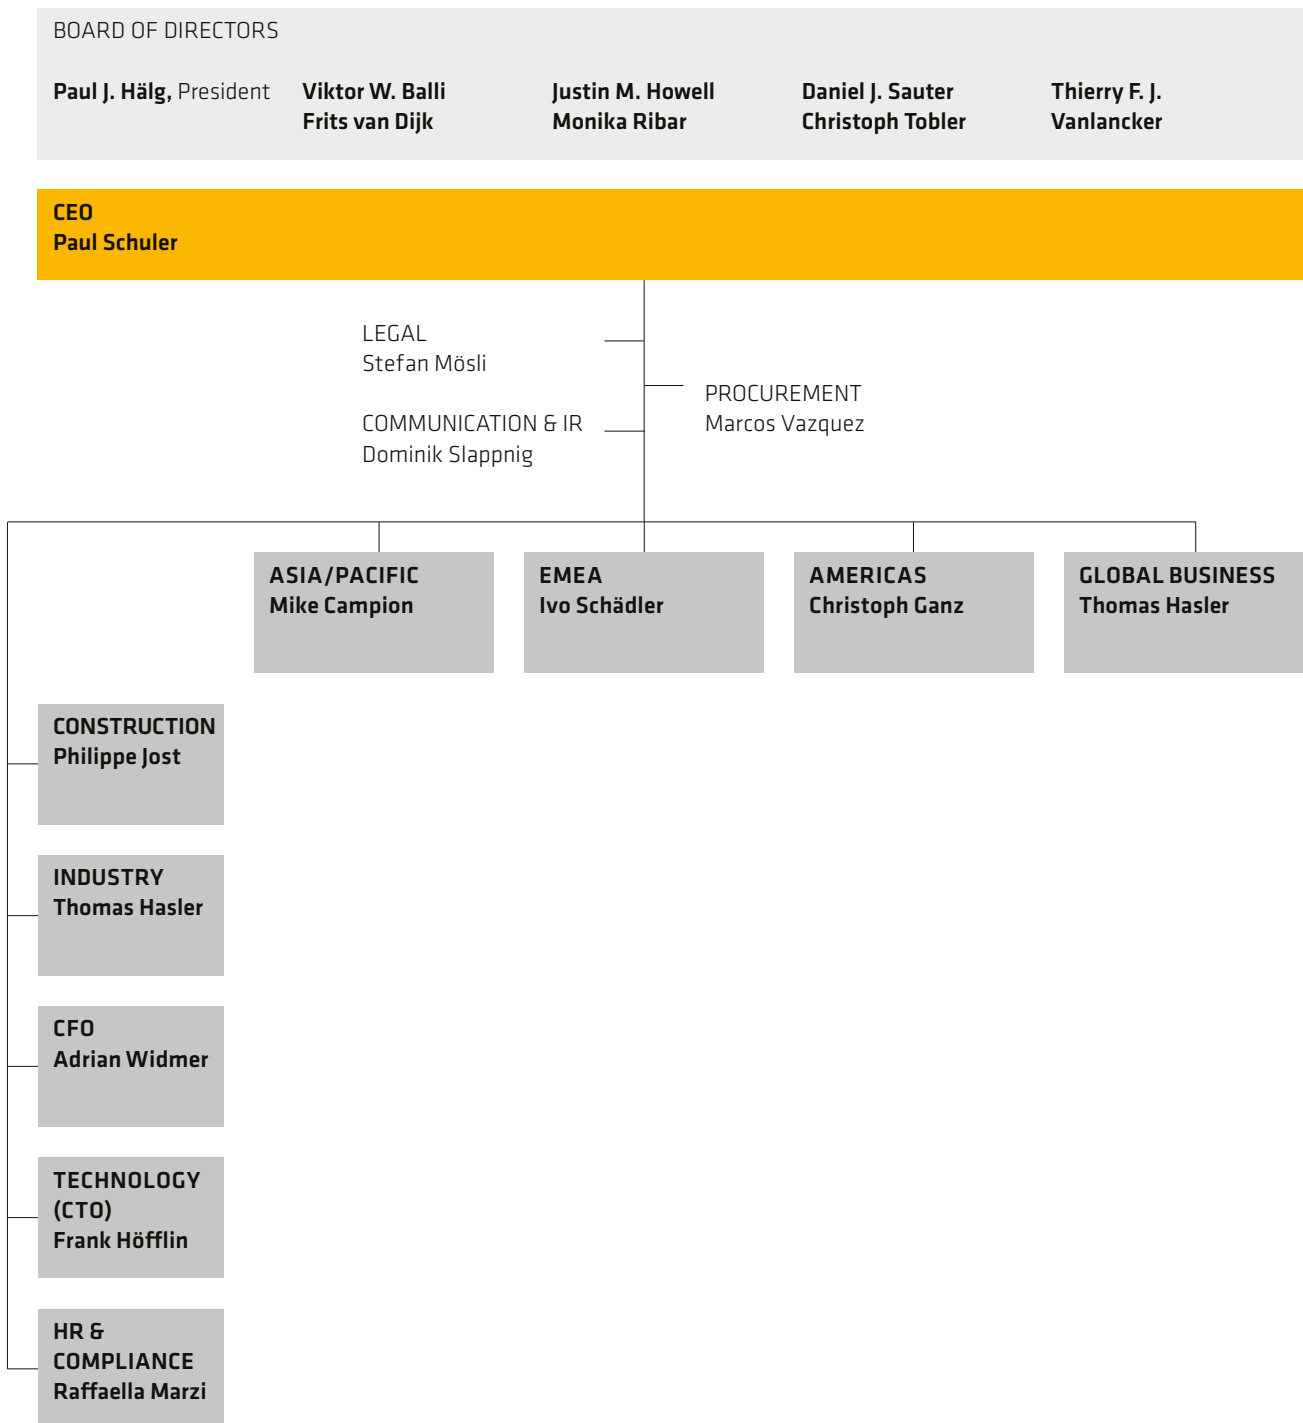 BOARD OF DIRECTORS
Paul J. Hälg, President
Viktor W. Balli
Frits van Dijk
Justin M. Howell
Monika Ribar
Daniel J. Sauter
Christoph Tobler
Thierry F. J.
Vanlancker
CEO
Paul Schuler
LEGAL
Stefan Mösli
PROCUREMENT
Marcos Vazquez
COMMUNICATION & IR
Dominik Slappnig
ASIA/PACIFIC
Mike Campion
EMEA
Ivo Schädler
AMERICAS
Christoph Ganz
GLOBAL BUSINESS
Thomas Hasler
CONSTRUCTION
Philippe Jost
INDUSTRY
Thomas Hasler
CFO
Adrian Widmer
TECHNOLOGY
(CTO)
Frank Höfflin
HR &
COMPLIANCE
Raffaella Marzi